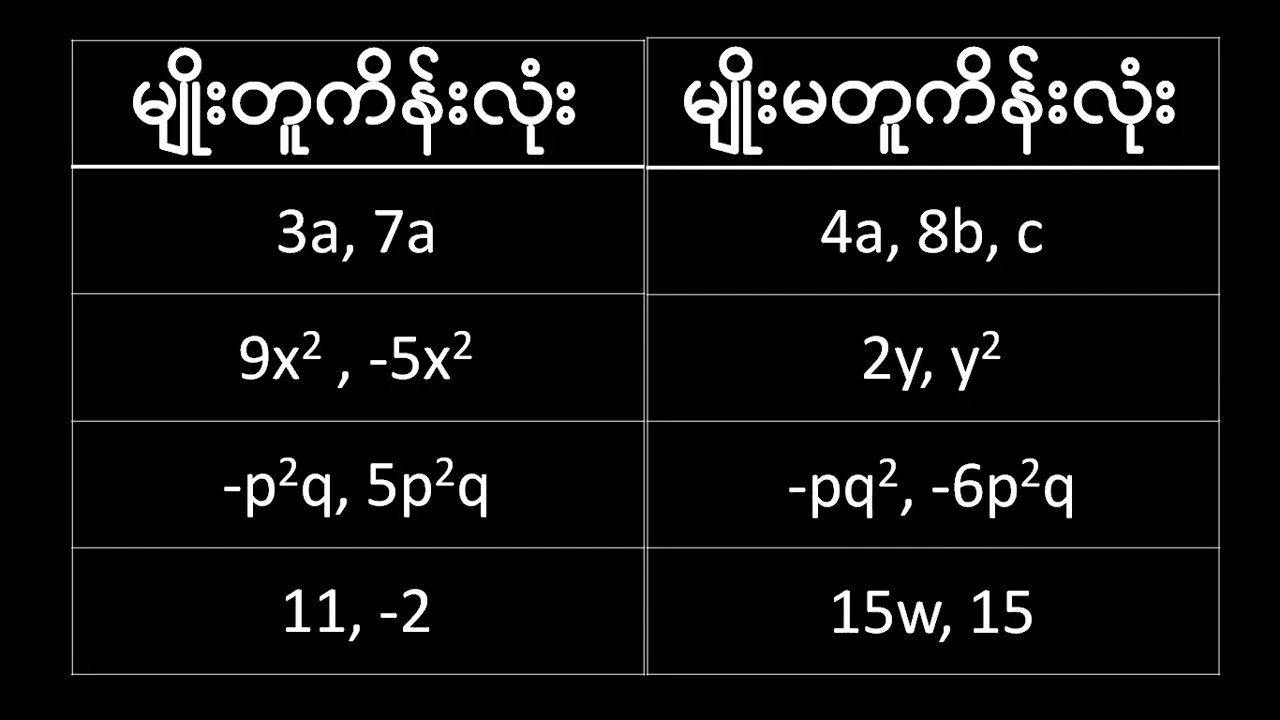 မျိုးတူကိန်းလုံး မျိုးမတူကိန်းလုံး
3a, 7a 4a, 8b, c
9x² , -5x² 2y, y²
-p²q, 5p²q -pq², -6p²q
11, -2 15w, 15